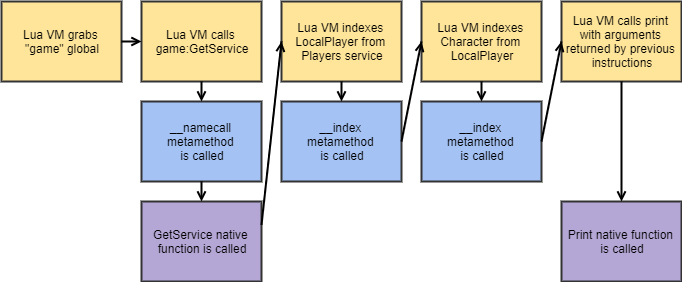 Lua VM grabs
"game" global
Lua VM calls
game:GetService
Lua VM indexes
LocalPlayer from
Players service
Lua VM indexes
Character from
LocalPlayer
Lua VM calls print
with arguments
returned by previous
instructions
__namecall
metamethod
is called
__index
metamethod
is called
__index
metamethod
is called
GetService native
function is called
Print native function
is called